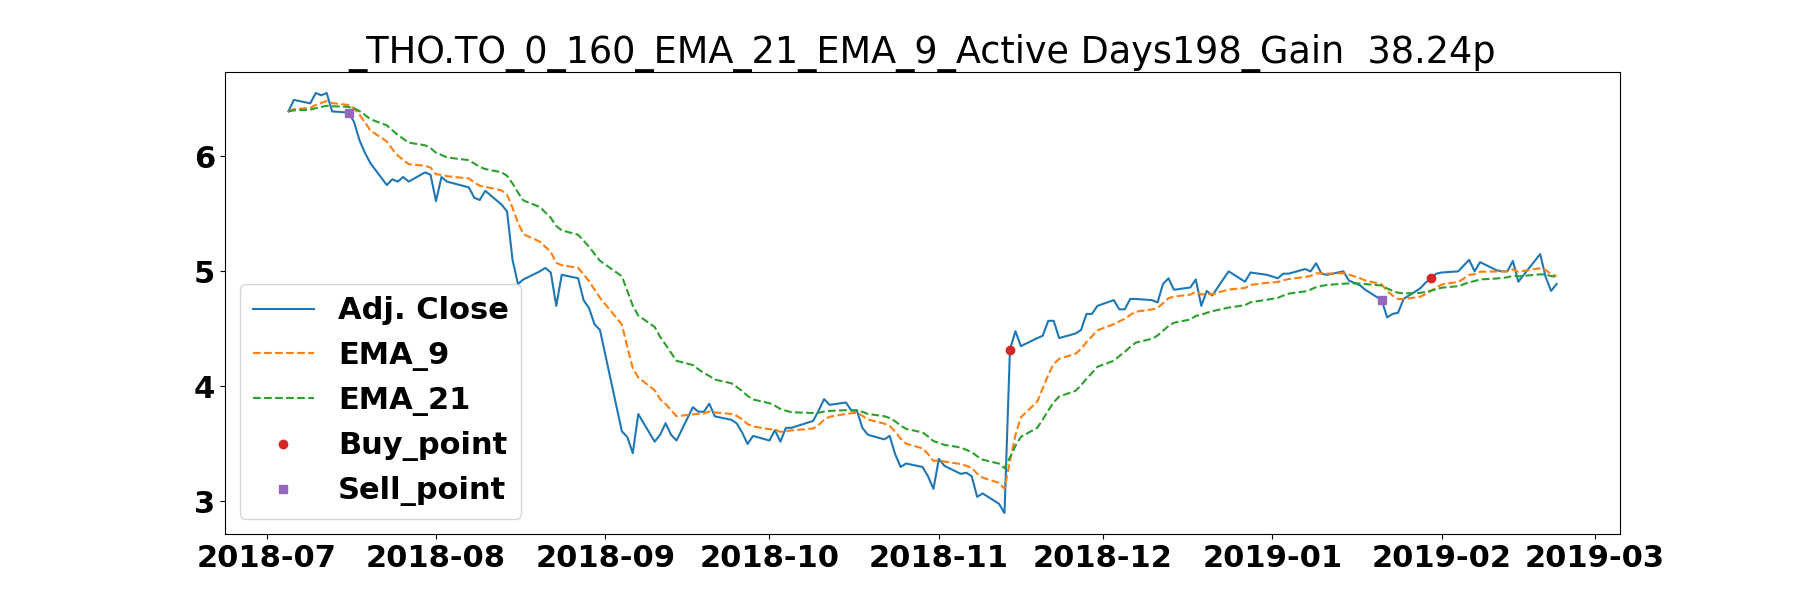 _THO.TO_0_160_EMA_21_EMA_9_Active Days198_Gain  38.24p
6
5
4
3
Adj. Close
EMA_9
EMA_21
Buy_point
Sell_point
2018-07 2018-08 2018-09 2018-10 2018-11 2018-12 2019-01 2019-02 2019-03